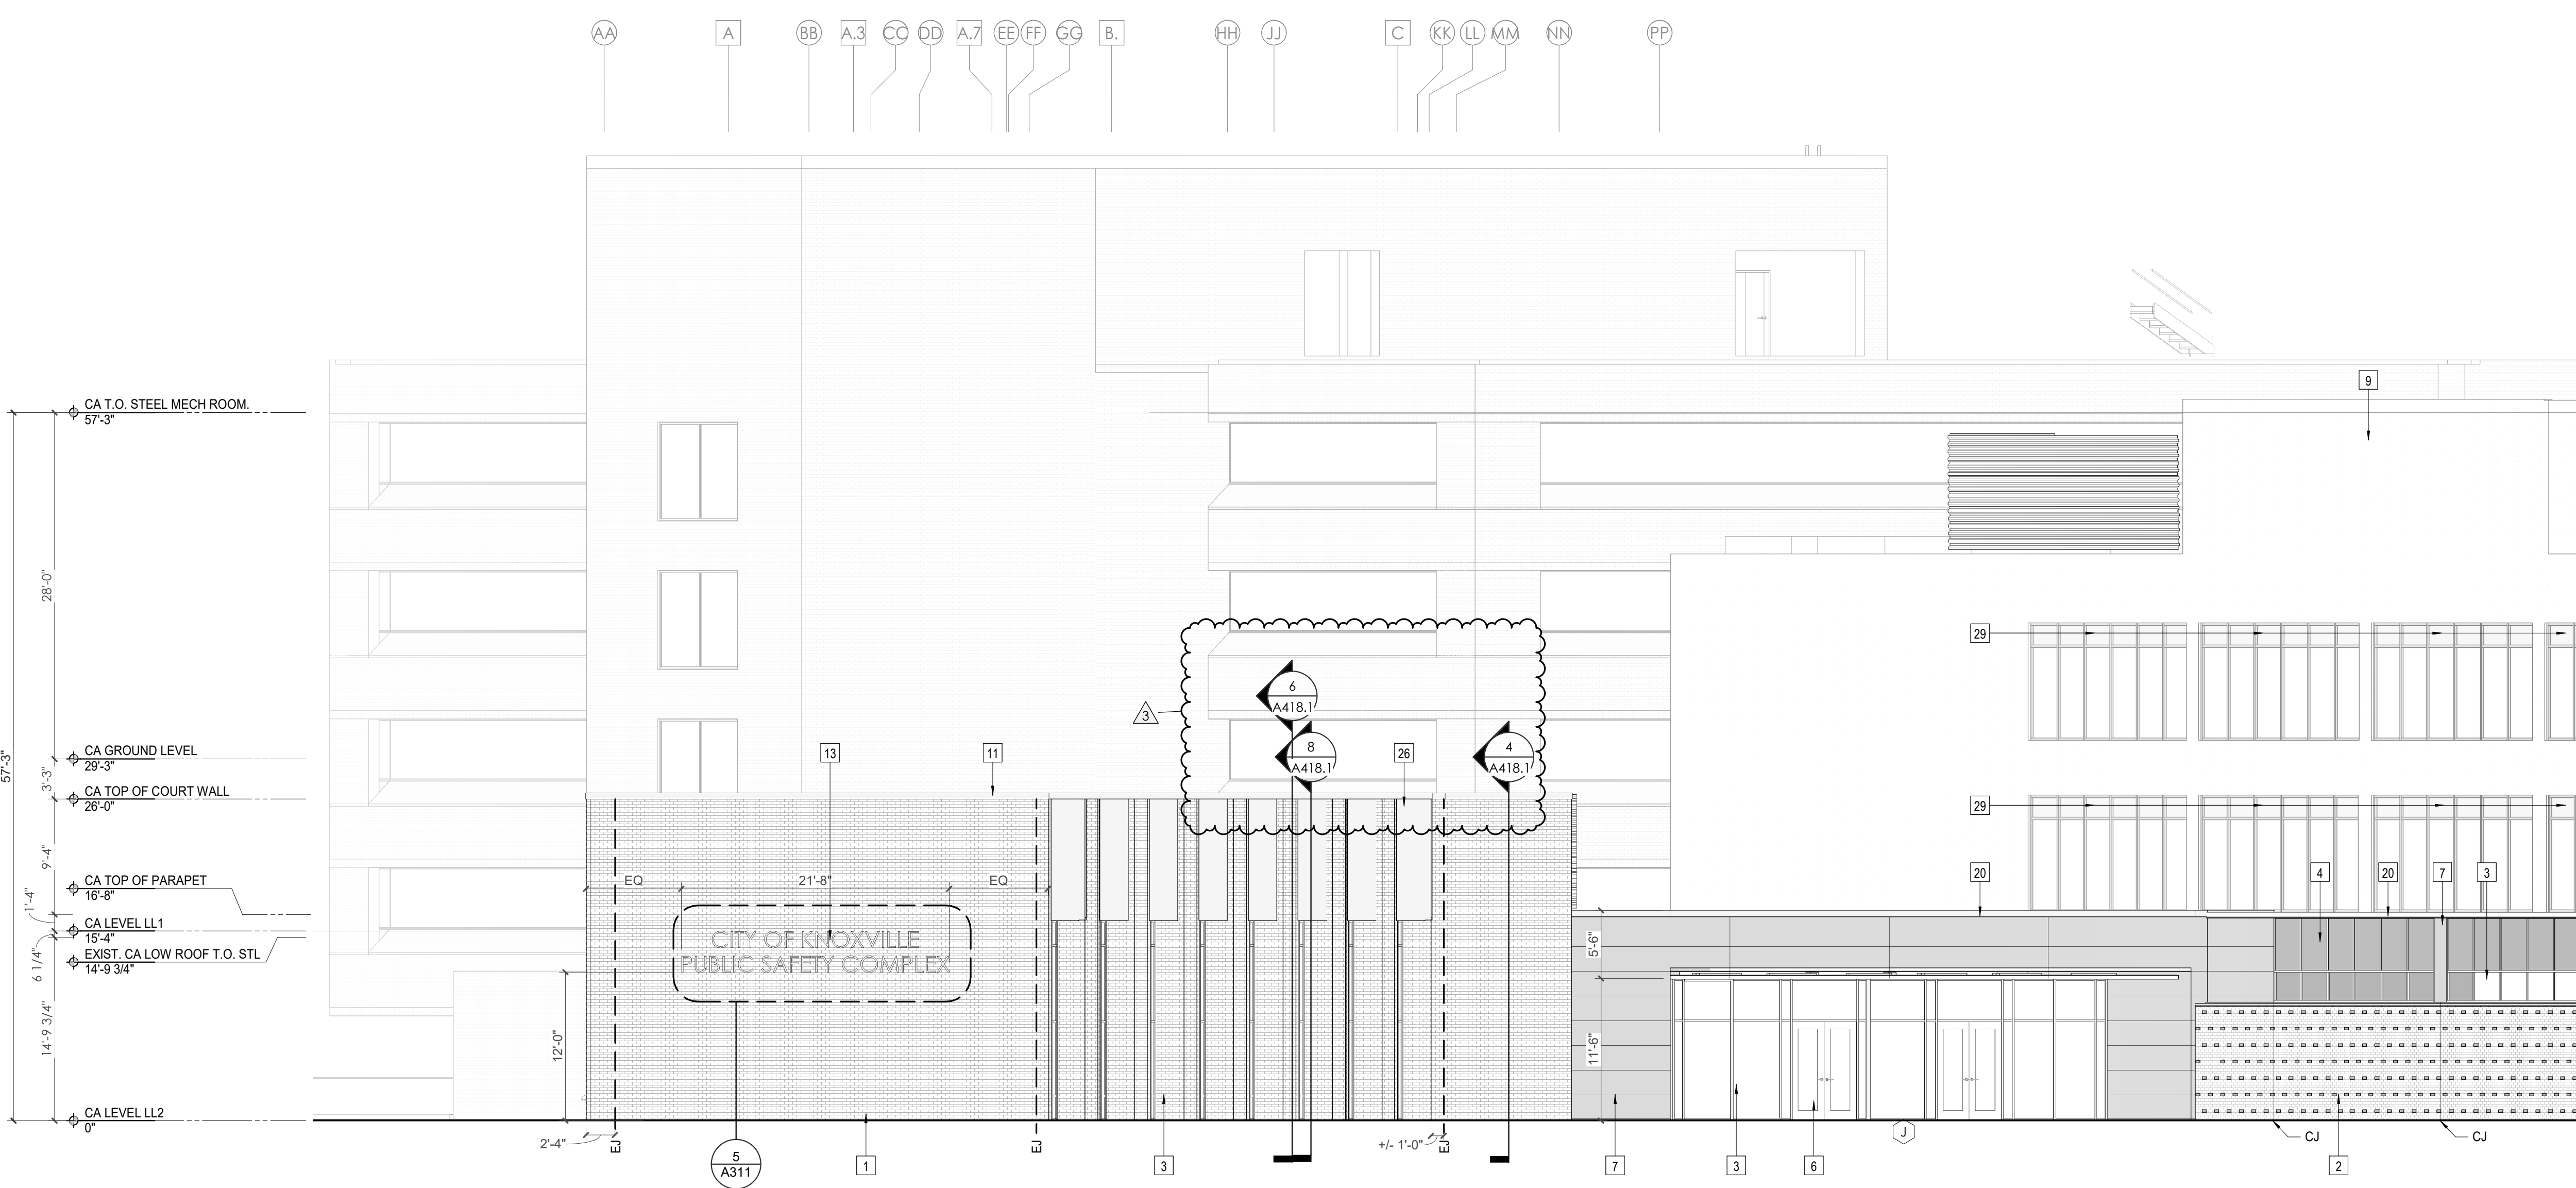 AA A BB A.3 CC DD A.7 EE FF GG B. HH JJ C KK LL MM NN PP
CA T.O. STEEL MECH ROOM.
57'-3"
9
28'-0"
29
6
A418.1
3
57'-3"
CA GROUND LEVEL
29'-3"
13
11
8
A418.1
26
4
A418.1
3'-3"
CA TOP OF COURT WALL
26'-0"
29
9'-4"
CA TOP OF PARAPET
16'-8"
EQ 21'-8" EQ
20
4
20
7
3
1'-4"
CA LEVEL LL1
15'-4"
CITY OF KNOXVILLE
PUBLIC SAFETY COMPLEX
5'-6"
6 1/4"
EXIST. CA LOW ROOF T.O. STL
14'-9 3/4"
14'-9 3/4"
12'-0"
11'-6"
CA LEVEL LL2
0"
2'-4"
EJ
EJ
+/- 1'-0"
EJ
J
CJ
CJ
5
A311
1
3
7
3
6
2